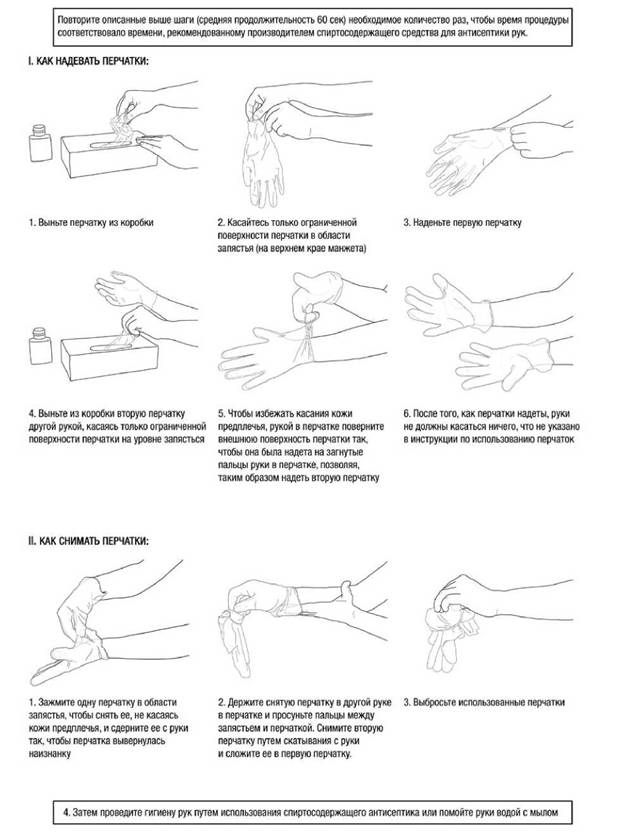 Повторите описанные выше шаги (средняя продолжительность 60 сек) необходимое количество раз, чтобы время процедуры
соответствовало времени, рекомендованному производителем спиртосодержащего средства для антисептики рук.
I. КАК НАДЕВАТЬ ПЕРЧАТКИ:
1. Выньте перчатку из коробки
2. Касайтесь только ограниченной
поверхности перчатки в области
запястья (на верхнем крае манжета)
3. Наденьте первую перчатку
4. Выньте из коробки вторую перчатку
другой рукой, касаясь только ограниченной
поверхности перчатки на уровне запясться
5. Чтобы избежать касания кожи
предплечья, рукой в перчатке поверните
внешнюю поверхность перчатки так,
чтобы она была надета на загнутые
пальцы руки в перчатке, позволяя,
таким образом надеть вторую перчатку
6. После того, как перчатки надеты, руки
не должны касаться ничего, что не указано
в инструкции по использованию перчаток
II. КАК СНИМАТЬ ПЕРЧАТКИ:
1. Зажмите одну перчатку в области
запястья, чтобы снять ее, не касаясь
кожи предплечья, и сдерните ее с руки
так, чтобы перчатка вывернулась
наизнанку
2. Держите снятую перчатку в другой руке
в перчатке и просуньте пальцы между
запястьем и перчаткой. Снимите вторую
перчатку путем скатывания с руки
и сложите ее в первую перчатку.
3. Выбросьте использованные перчатки
4. Затем проведите гигиену рук путем использования спиртосодержащего антисептика или помойте руки водой с мылом